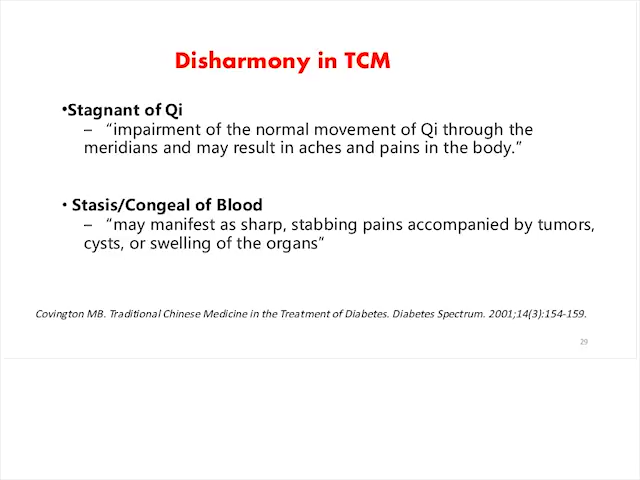 Disharmony in TCM
•Stagnant of Qi
– “impairment of the normal movement of Qi through the
meridians and may result in aches and pains in the body.”
• Stasis/Congeal of Blood
– “may manifest as sharp, stabbing pains accompanied by tumors,
cysts, or swelling of the organs”
Covington MB. Traditional Chinese Medicine in the Treatment of Diabetes. Diabetes Spectrum. 2001;14(3):154-159.
29